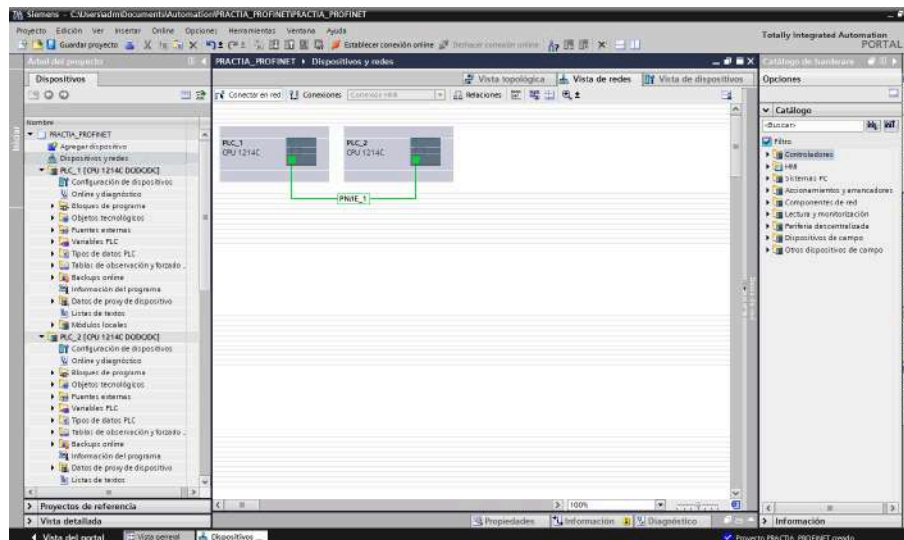 Siemens - C:\Users\adm\Documents\Automation\PRACTIA_PROFINET\PRACTIA_PROFINET
Proyecto Edición Ver Insertar Online Opciones Herramientas Ventana Ayuda
Guardar proyecto
Establecer conexión online
Deshacer conexión online
Totally Integrated Automation
PORTAL
Árbol del proyecto
PRACTIA_PROFINET Dispositivos y redes
Catálogo de hardware
Dispositivos
Vista topológica
Vista de redes
Vista de dispositivos
Opciones
Conectar en red
Conexiones
Relaciones
Nombre
PRACTIA_PROFINET
Agregar dispositivo
Dispositivos y redes
PLC_1 [CPU 1214C DC/DC/DC]
Configuración de dispositivos
Online y diagnóstico
Bloques de programa
Objetos tecnológicos
Fuentes externas
Variables PLC
Tipos de datos PLC
Tablas de observación y forzado
Backups online
Información del programa
Datos de proxy de dispositivo
Listas de textos
Módulos locales
PLC_2 [CPU 1214C DC/DC/DC]
Configuración de dispositivos
Online y diagnóstico
Bloques de programa
Objetos tecnológicos
Fuentes externas
Variables PLC
Tipos de datos PLC
Tablas de observación y forzado
Backups online
Información del programa
Datos de proxy de dispositivo
Listas de textos
PLC_1
CPU 1214C
PLC_2
CPU 1214C
PN/IE_1
100%
Catálogo
<Buscar>
Filtro
Controladores
HMI
Sistemas PC
Accionamientos y arrancadores
Componentes de red
Lectura y monitorización
Periferia descentralizada
Dispositivos de campo
Otros dispositivos de campo
Proyectos de referencia
Vista detallada
Propiedades
Información
Diagnóstico
Información
Vista del portal
Vista general
Dispositivos ...
Proyecto PRACTIA_PROFINET creado